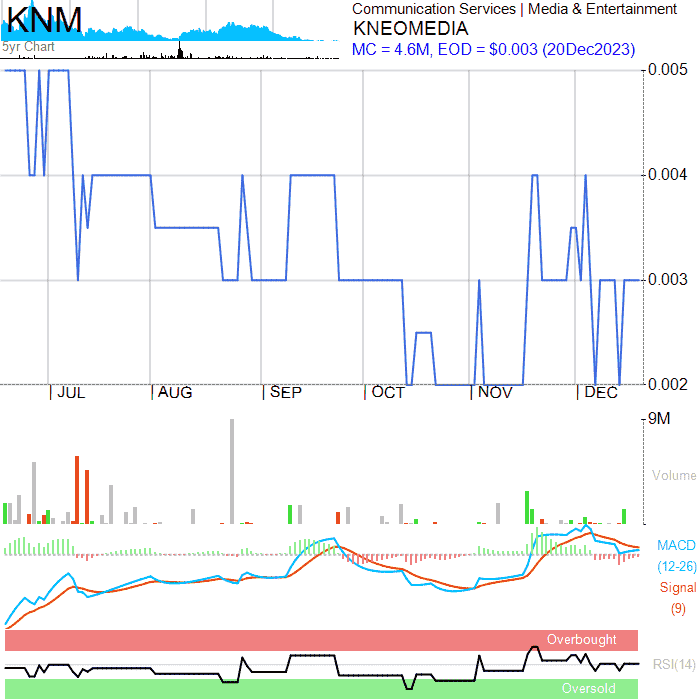 KNM
5yr Chart
Communication Services | Media & Entertainment
KNEOMEDIA
MC = 4.6M, EOD = $0.003 (20Dec2023)
0.005
0.004
0.003
0.002
JUL AUG SEP OCT NOV DEC
9M
Volume
MACD
(12-26)
Signal
(9)
Overbought
RSI(14)
Oversold